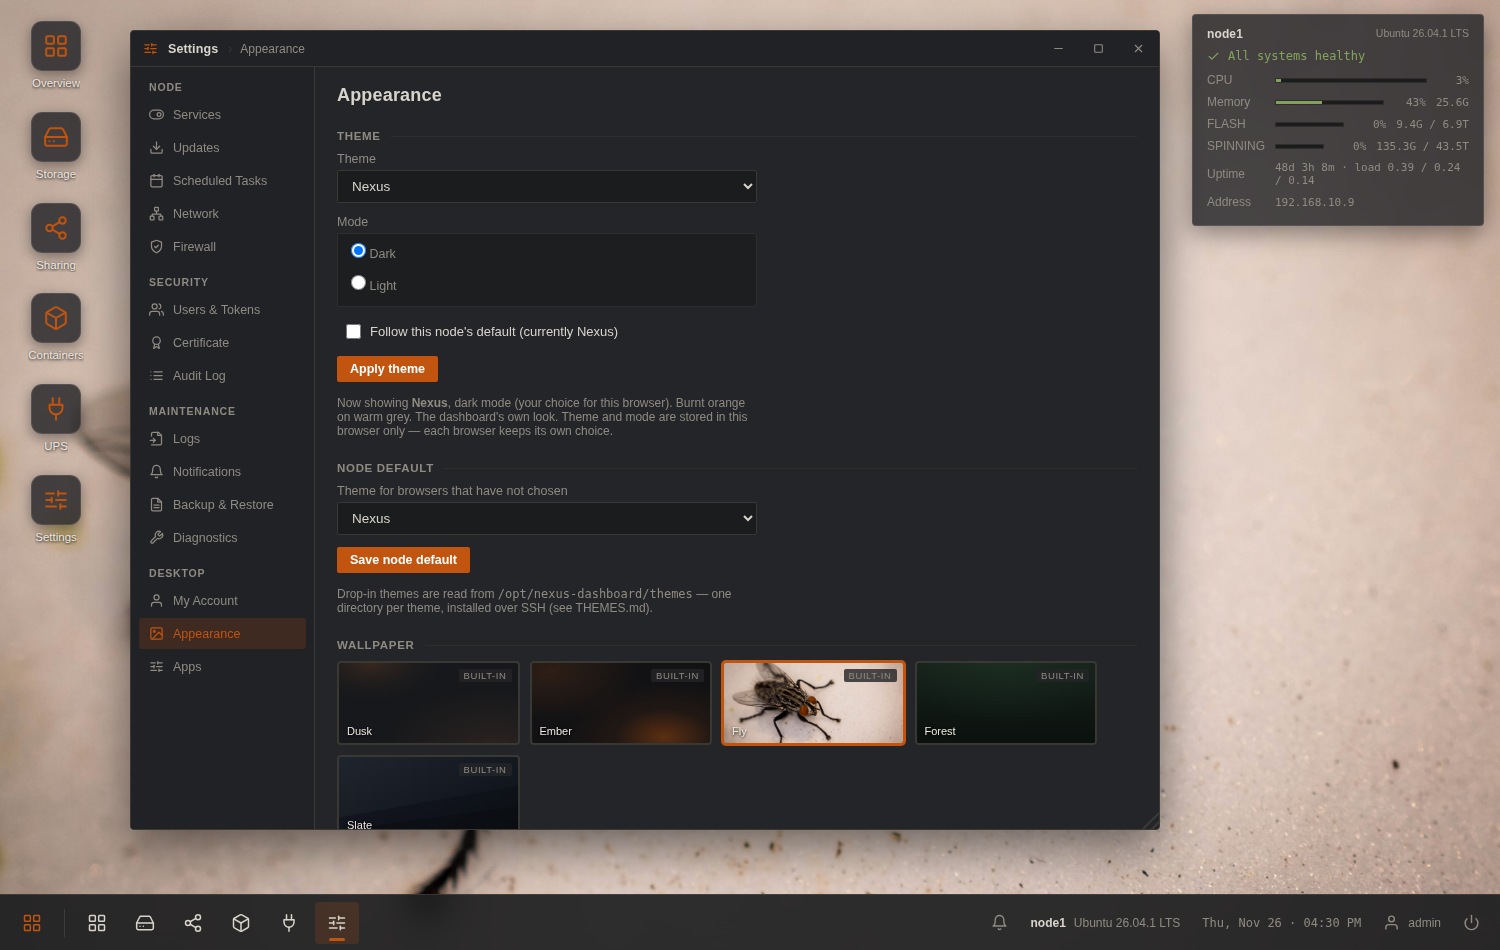 Overview
Storage
Sharing
Containers
UPS
Settings
Settings › Appearance
NODE
Services
Updates
Scheduled Tasks
Network
Firewall
SECURITY
Users & Tokens
Certificate
Audit Log
MAINTENANCE
Logs
Notifications
Backup & Restore
Diagnostics
DESKTOP
My Account
Appearance
Apps
Appearance
THEME
Theme
Nexus
Mode
Dark
Light
Follow this node's default (currently Nexus)
Apply theme
Now showing Nexus, dark mode (your choice for this browser). Burnt orange
on warm grey. The dashboard's own look. Theme and mode are stored in this
browser only — each browser keeps its own choice.
NODE DEFAULT
Theme for browsers that have not chosen
Nexus
Save node default
Drop-in themes are read from /opt/nexus-dashboard/themes — one
directory per theme, installed over SSH (see THEMES.md).
WALLPAPER
BUILT-IN
Dusk
BUILT-IN
Ember
BUILT-IN
Fly
BUILT-IN
Forest
BUILT-IN
Slate
node1 Ubuntu 26.04.1 LTS
All systems healthy
CPU 3%
Memory 43% 25.6G
FLASH 0% 9.4G / 6.9T
SPINNING 0% 135.3G / 43.5T
Uptime 48d 3h 8m · load 0.39 / 0.24
/ 0.14
Address 192.168.10.9
node1 Ubuntu 26.04.1 LTS Thu, Nov 26 · 04:30 PM admin